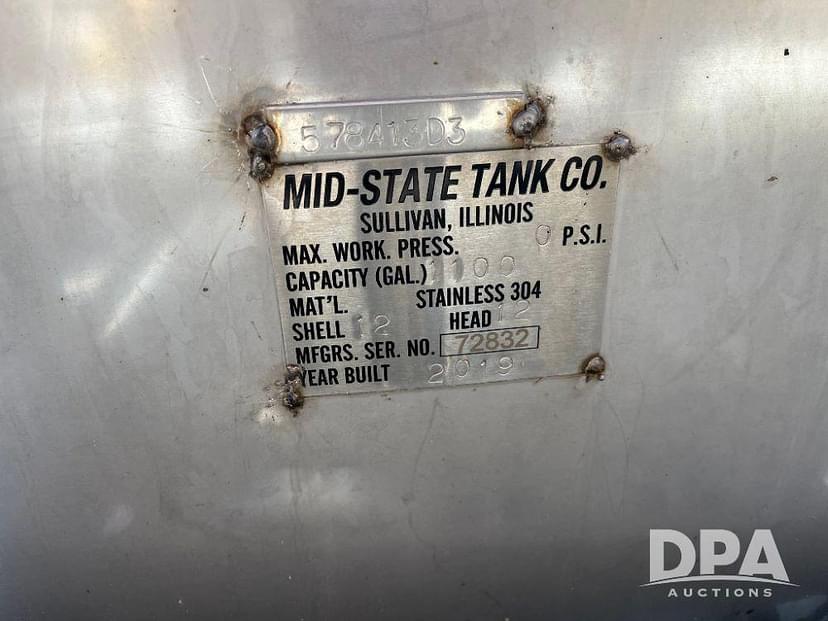 578413D3
MID-STATE TANK CO.
SULLIVAN, ILLINOIS
MAX. WORK. PRESS. 0 P.S.I.
CAPACITY (GAL.) 1100
MAT'L. STAINLESS 304
SHELL 12 HEAD 12
MFGRS. SER. NO. 72832
YEAR BUILT 2019
DPA
AUCTIONS